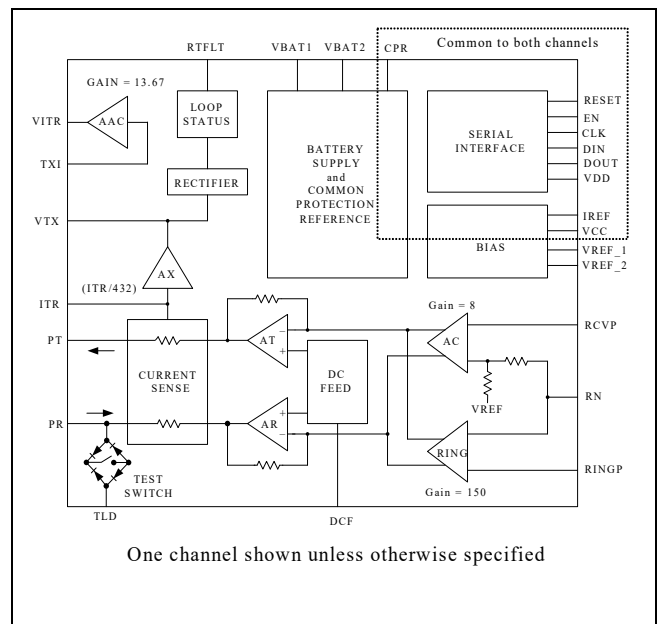 RTFLT VBAT1 VBAT2 CPR
Common to both channels
GAIN = 13.67
AAC
VITR
TXI
LOOP
STATUS
RECTIFIER
BATTERY
SUPPLY
and
COMMON
PROTECTION
REFERENCE
SERIAL
INTERFACE
RESET
EN
CLK
DIN
DOUT
VDD
BIAS
IREF
VCC
VREF_1
VREF_2
VTX
AX
(ITR/432)
ITR
PT
CURRENT
SENSE
PR
AT
−
+
DC
FEED
AR
+
−
Gain = 8
AC
RCVP
VREF
RN
RING
RINGP
Gain = 150
TEST
SWITCH
TLD
DCF
One channel shown unless otherwise specified